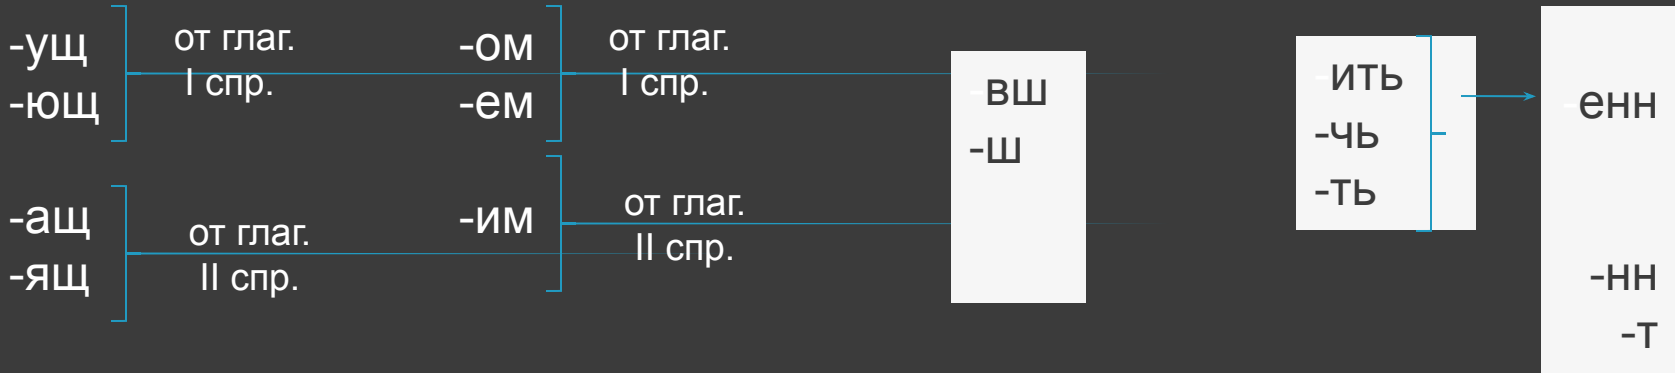 -ущ
-ющ
от глаг.
I спр.
-ащ
-ящ
от глаг.
II спр.
-ом
-ем
от глаг.
I спр.
-им
от глаг.
II спр.
-вш
-ш
-ить
-чь
-ть
-енн
-нн
-т